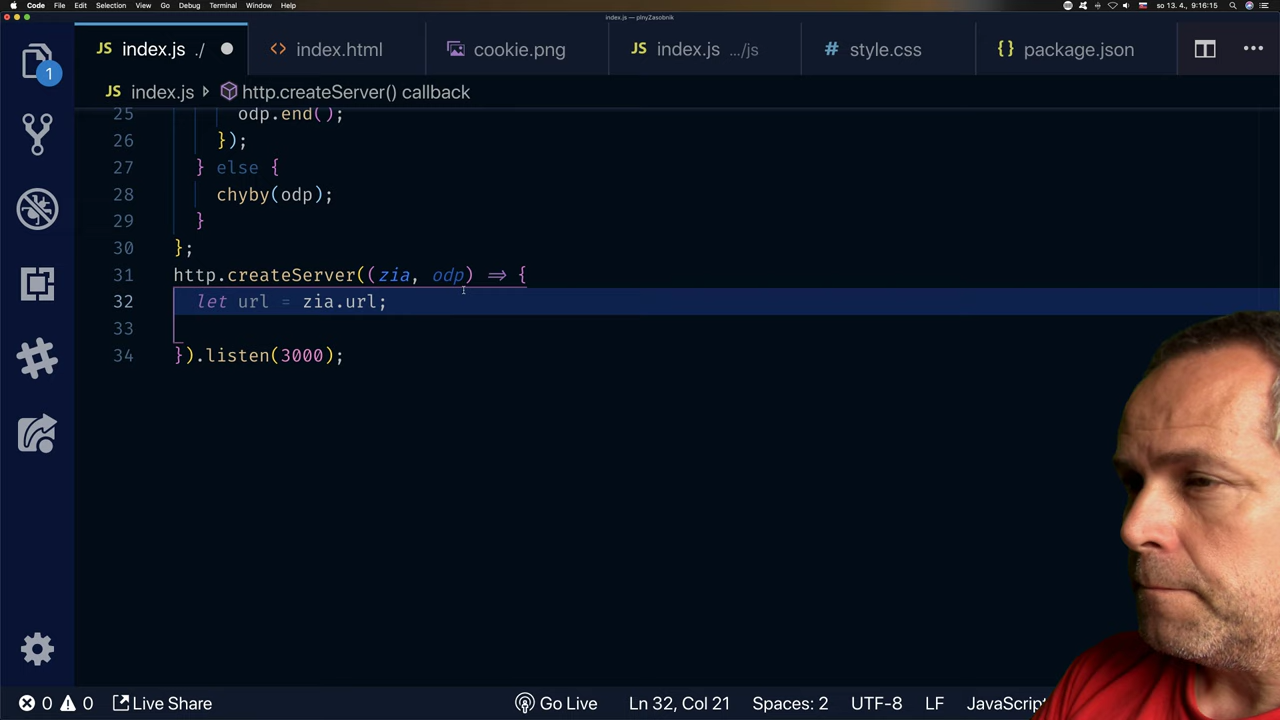 Code File Edit Selection View Go Debug Terminal Window Help
so 13. 4., 9:16:15
index.js — plnyZasobnik
JS index.js ./
<> index.html
cookie.png
JS index.js .../js
# style.css
{} package.json
...
1
JS index.js
http.createServer() callback
25 odp.end();
26 });
27 } else {
28 chyby(odp);
29 }
30 };
31 http.createServer((zia, odp) => {
32 let url = zia.url;
33
34 }).listen(3000);
0 0 Live Share
Go Live Ln 32, Col 21 Spaces: 2 UTF-8 LF JavaScript